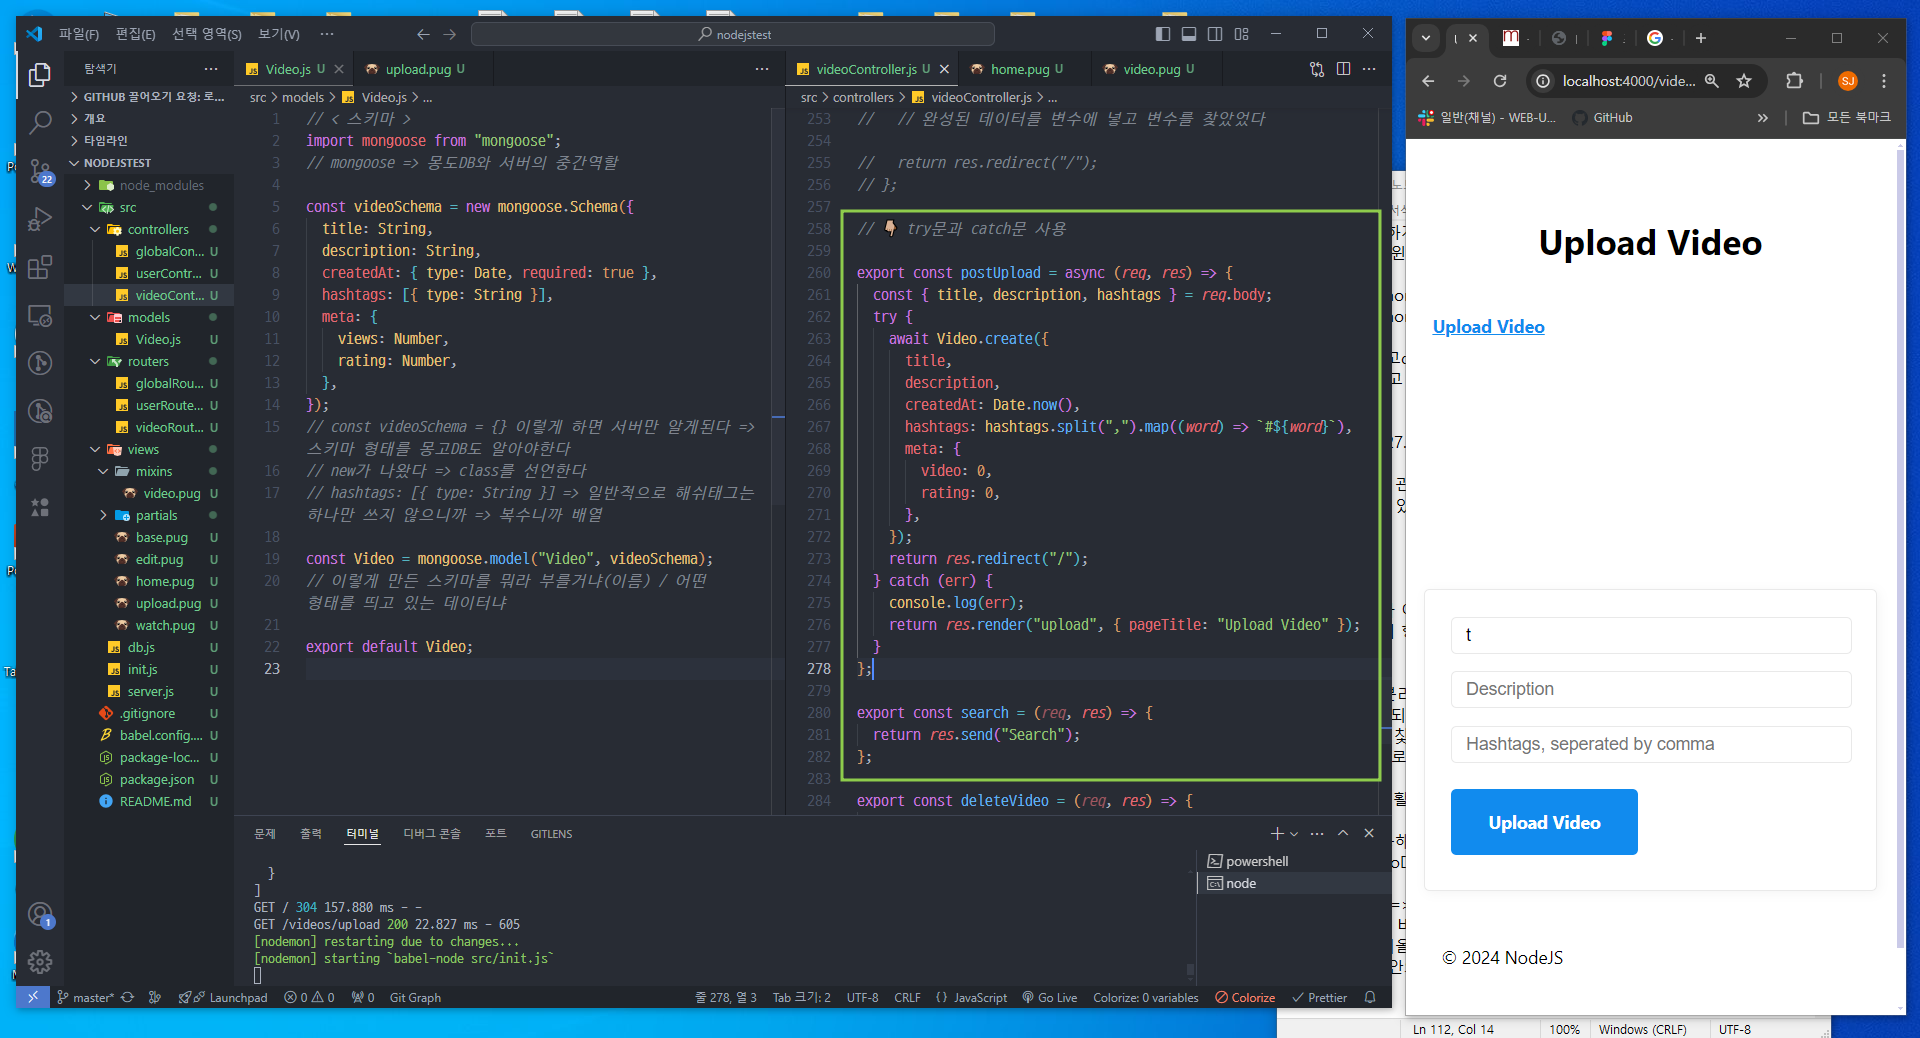 파일(F) 편집(E) 선택 영역(S) 보기(V) ··· nodejstest
탐색기 ···
GITHUB 끌어오기 요청: 로...
개요
타임라인
NODEJSTEST
node_modules
src
controllers
globalCon... U
userContr... U
videoCont... U
models
Video.js U
routers
globalRou... U
userRoute... U
videoRout... U
views
mixins
video.pug U
partials
base.pug U
edit.pug U
home.pug U
upload.pug U
watch.pug U
db.js U
init.js U
server.js U
.gitignore U
babel.config.... U
package-loc... U
package.json U
README.md U
22
1
Video.js U upload.pug U ···
src > models > Video.js > ...
1 // < 스키마 >
2 import mongoose from "mongoose";
3 // mongoose => 몽도DB와 서버의 중간역할
4
5 const videoSchema = new mongoose.Schema({
6 title: String,
7 description: String,
8 createdAt: { type: Date, required: true },
9 hashtags: [{ type: String }],
10 meta: {
11 views: Number,
12 rating: Number,
13 },
14 });
15 // const videoSchema = {} 이렇게 하면 서버만 알게된다 =>
스키마 형태를 몽고DB도 알아야한다
16 // new가 나왔다 => class를 선언한다
17 // hashtags: [{ type: String }] => 일반적으로 해쉬태그는
하나만 쓰지 않으니까 => 복수니까 배열
18
19 const Video = mongoose.model("Video", videoSchema);
20 // 이렇게 만든 스키마를 뭐라 부를거냐(이름) / 어떤
형태를 띄고 있는 데이터냐
21
22 export default Video;
23
videoController.js U home.pug U video.pug U ···
src > controllers > videoController.js > ...
253 // // 완성된 데이터를 변수에 넣고 변수를 찾았었다
254
255 // return res.redirect("/");
256 // };
257
258 // 👇 try문과 catch문 사용
259
260 export const postUpload = async (req, res) => {
261 const { title, description, hashtags } = req.body;
262 try {
263 await Video.create({
264 title,
265 description,
266 createdAt: Date.now(),
267 hashtags: hashtags.split(",").map((word) => `#${word}`),
268 meta: {
269 video: 0,
270 rating: 0,
271 },
272 });
273 return res.redirect("/");
274 } catch (err) {
275 console.log(err);
276 return res.render("upload", { pageTitle: "Upload Video" });
277 }
278 };
279
280 export const search = (req, res) => {
281 return res.send("Search");
282 };
283
284 export const deleteVideo = (req, res) => {
문제 출력 터미널 디버그 콘솔 포트 GITLENS
}
]
GET / 304 157.880 ms - -
GET /videos/upload 200 22.827 ms - 605
[nodemon] restarting due to changes...
[nodemon] starting `babel-node src/init.js`
powershell
node
master* Launchpad 0 0 0 Git Graph 줄 278, 열 3 Tab 크기: 2 UTF-8 CRLF {} JavaScript Go Live Colorize: 0 variables Colorize Prettier
localhost:4000/vide... SJ
일반(채널) - WEB-U... GitHub » 모든 북마크
Upload Video
Upload Video
t
Description
Hashtags, seperated by comma
Upload Video
© 2024 NodeJS
Ln 112, Col 14 100% Windows (CRLF) UTF-8